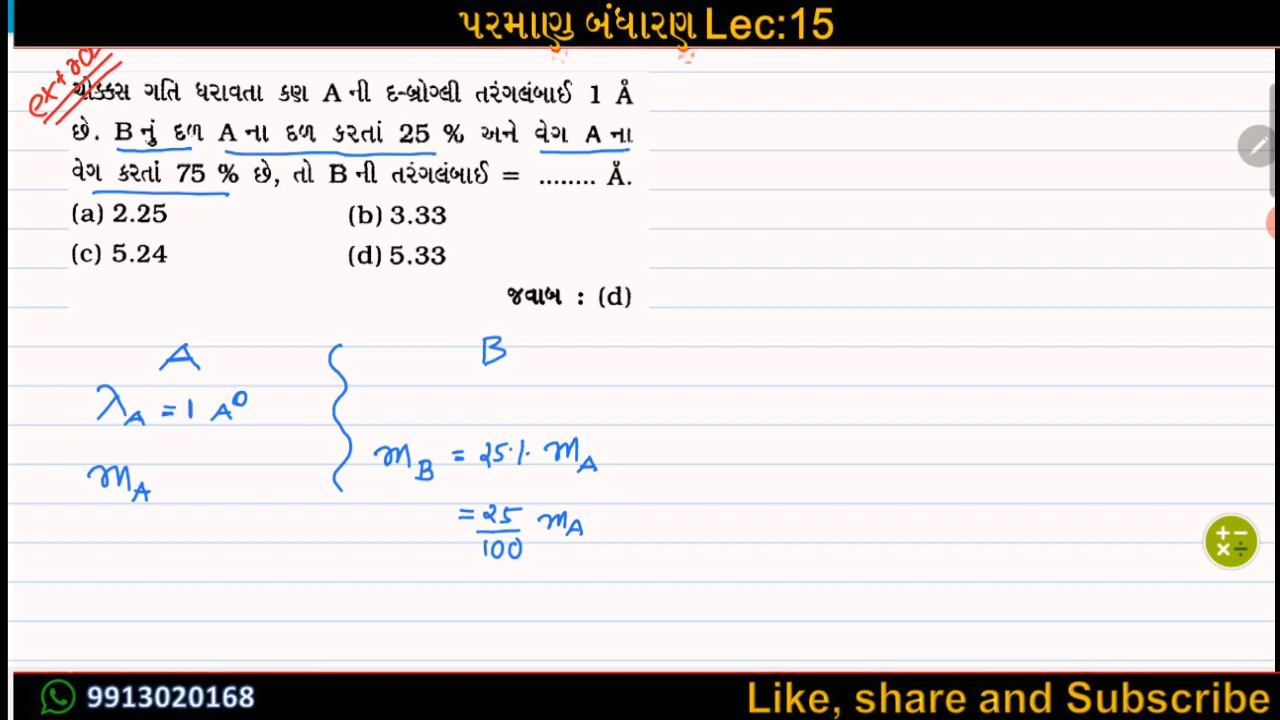 પરમાણુ બંધારણ Lec:15
extra
ચોક્કસ ગતિ ધરાવતા કણ A ની દ-બ્રોગ્લી તરંગલંબાઈ 1 Å
છે. B નું દળ A ના દળ કરતાં 25 % અને વેગ A ના
વેગ કરતાં 75 % છે, તો B ની તરંગલંબાઈ = ........ Å.
(a) 2.25 (b) 3.33
(c) 5.24 (d) 5.33
જવાબ : (d)
A B
λA = 1 A⁰
mB = 25% mA
mA
= 25/100 mA
9913020168
Like, share and Subscribe